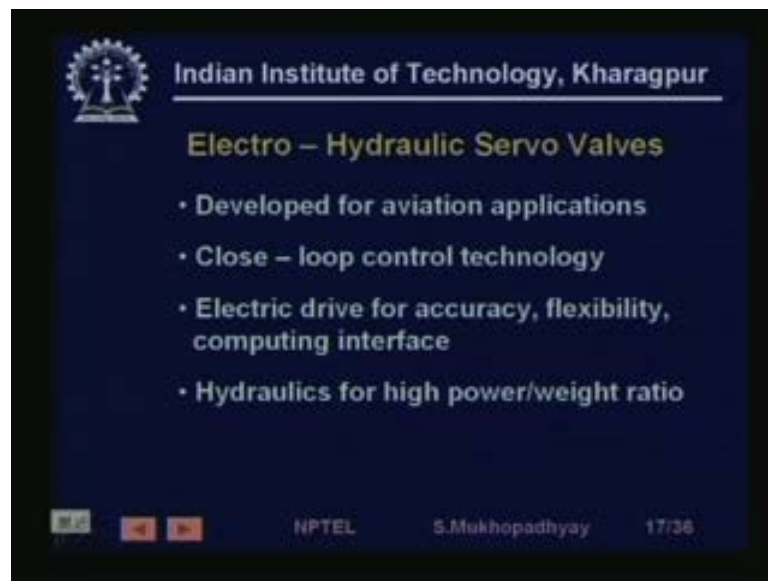 Indian Institute of Technology, Kharagpur
Electro – Hydraulic Servo Valves
• Developed for aviation applications
• Close – loop control technology
• Electric drive for accuracy, flexibility,
computing interface
• Hydraulics for high power/weight ratio
NPTEL S.Mukhopadhyay 17/36